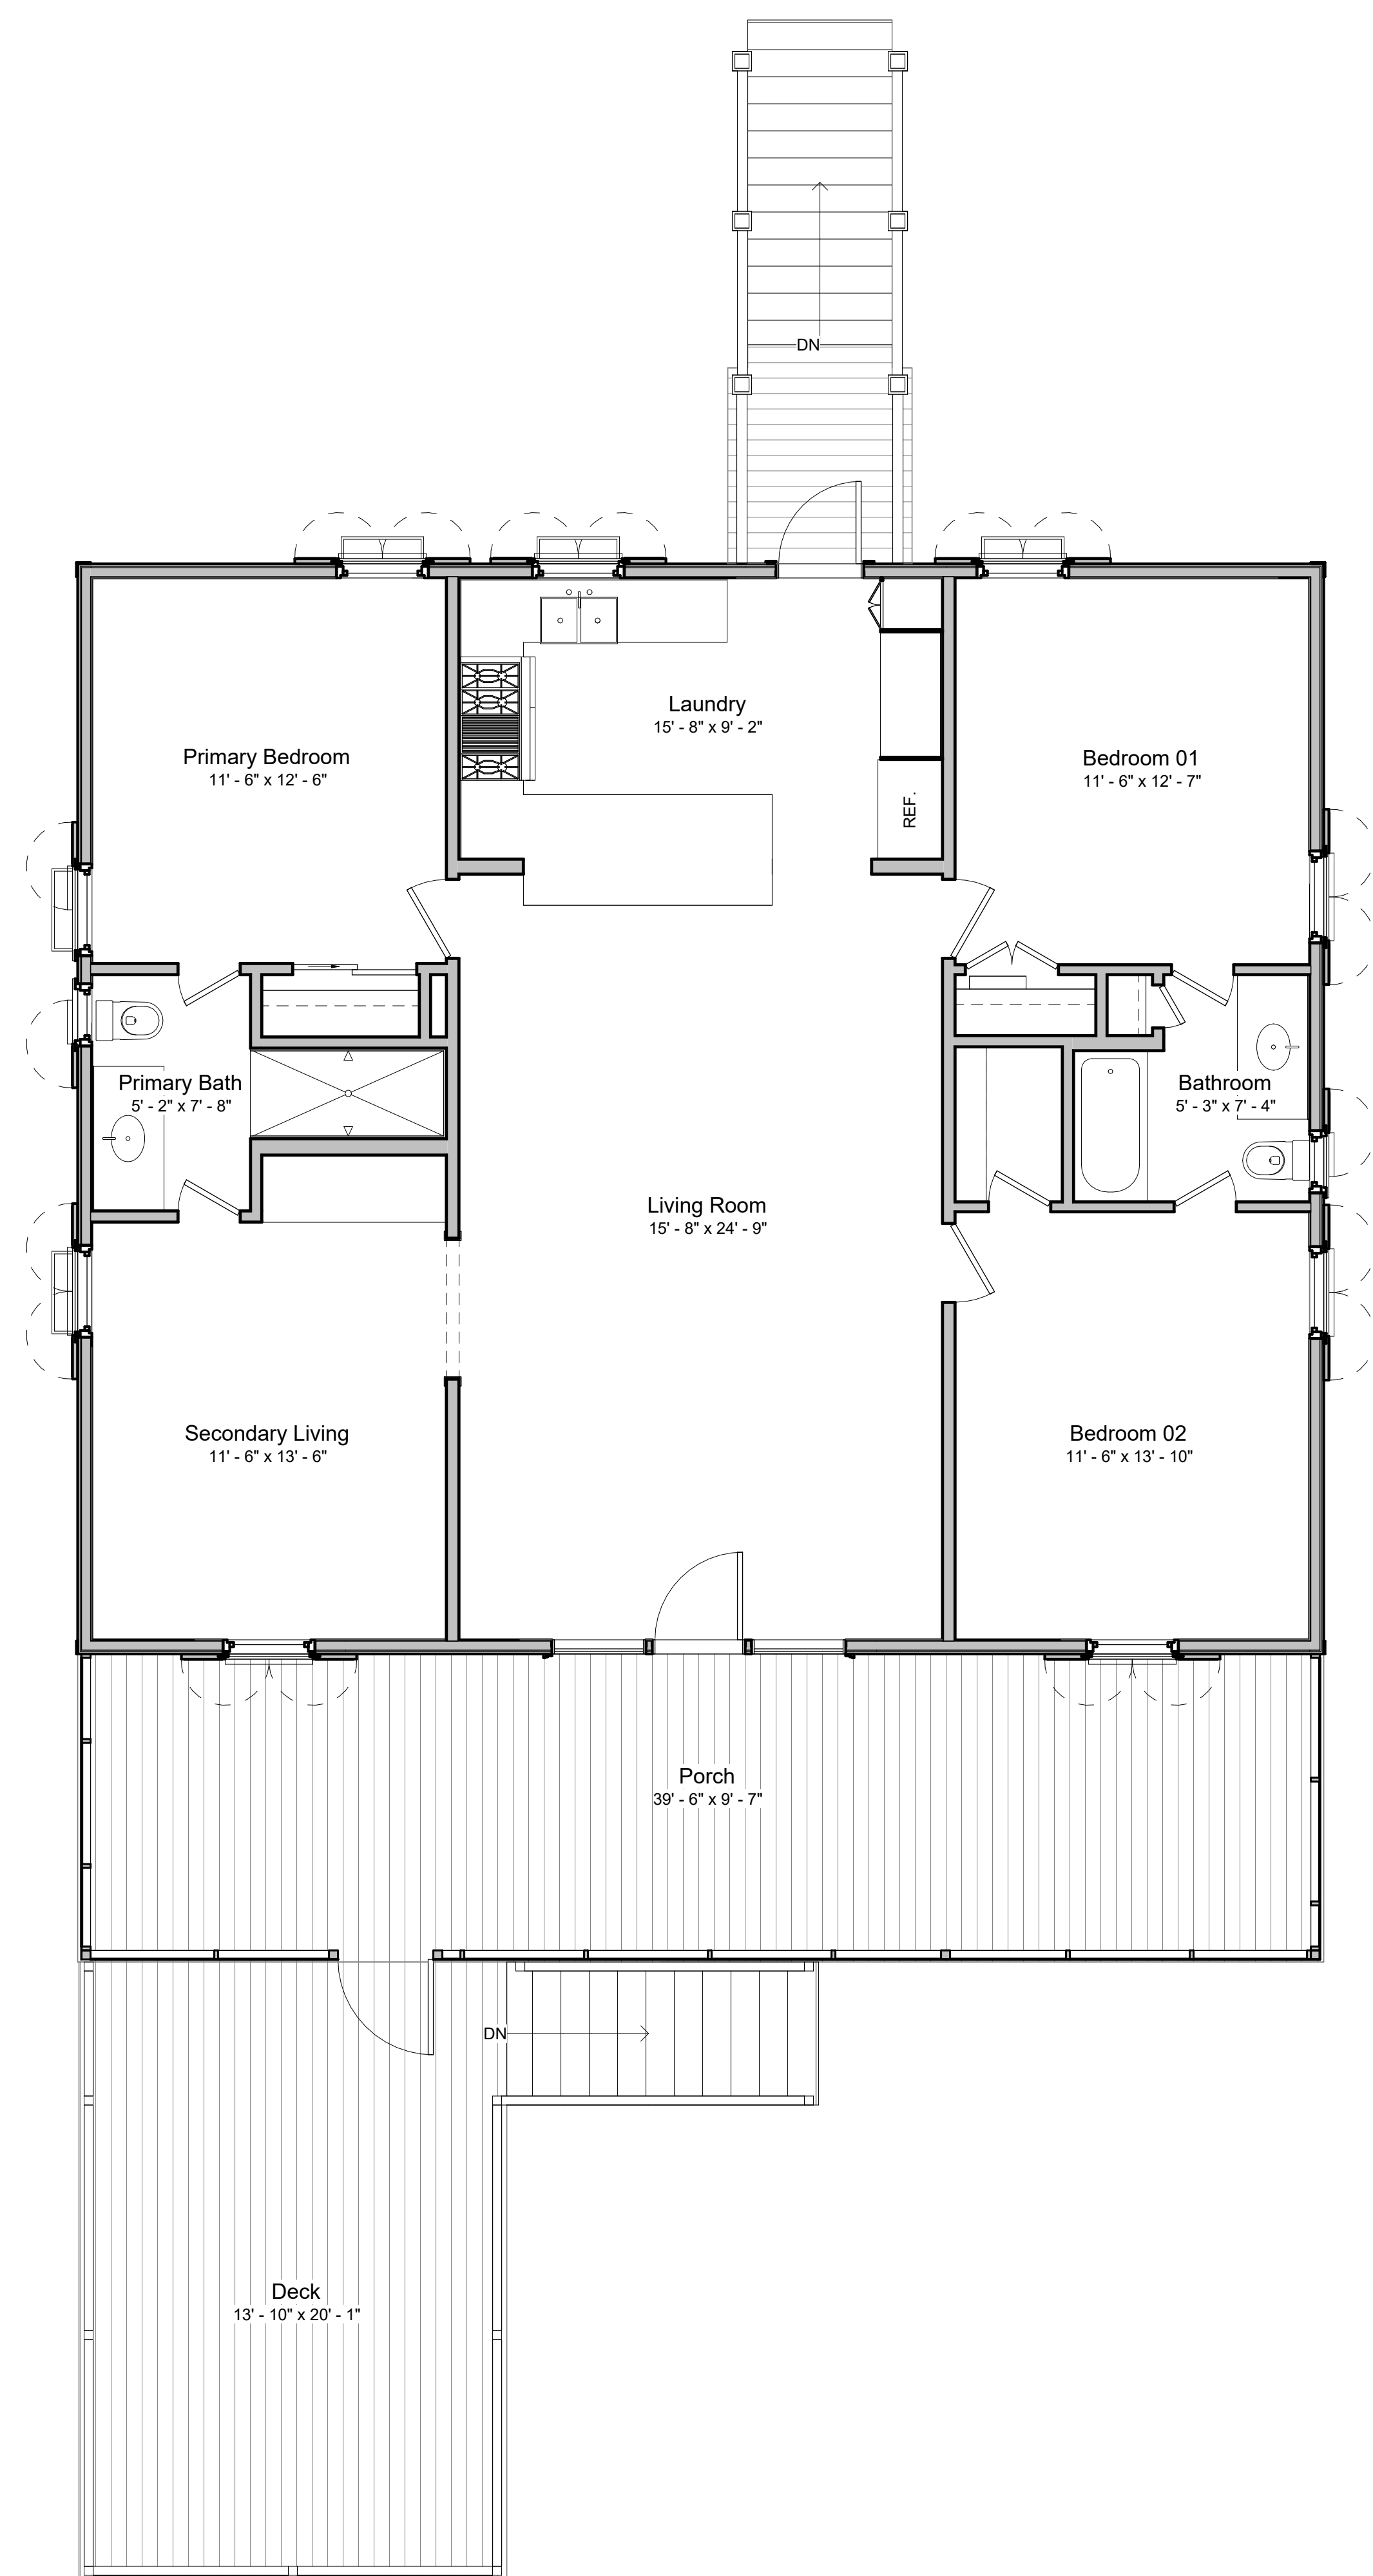 DN
Laundry
15' - 8" x 9' - 2"
Primary Bedroom
11' - 6" x 12' - 6"
Bedroom 01
11' - 6" x 12' - 7"
REF.
Primary Bath
5' - 2" x 7' - 8"
Bathroom
5' - 3" x 7' - 4"
Living Room
15' - 8" x 24' - 9"
Secondary Living
11' - 6" x 13' - 6"
Bedroom 02
11' - 6" x 13' - 10"
Porch
39' - 6" x 9' - 7"
DN
Deck
13' - 10" x 20' - 1"